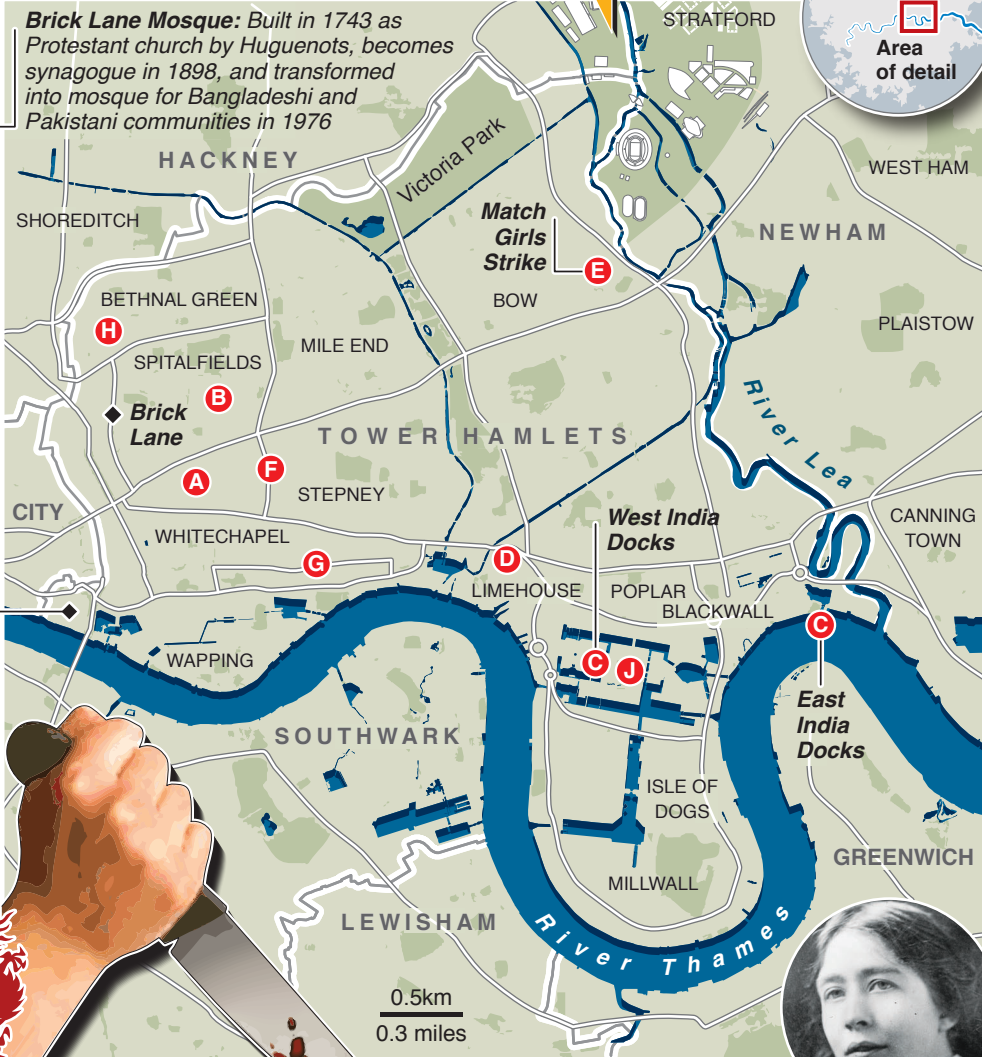 Brick Lane Mosque: Built in 1743 as
Protestant church by Huguenots, becomes
synagogue in 1898, and transformed
into mosque for Bangladeshi and
Pakistani communities in 1976
STRATFORD
Area
of detail
HACKNEY
Victoria Park
WEST HAM
SHOREDITCH
Match
Girls
Strike
E
NEWHAM
BETHNAL GREEN
BOW
H
PLAISTOW
MILE END
SPITALFIELDS
B
Brick
Lane
River Lea
TOWER HAMLETS
F
A
STEPNEY
CITY
West India
Docks
CANNING
TOWN
WHITECHAPEL
G
D
LIMEHOUSE
POPLAR
BLACKWALL
C
WAPPING
C
J
East
India
Docks
SOUTHWARK
ISLE OF
DOGS
GREENWICH
MILLWALL
LEWISHAM
River Thames
0.5km
0.3 miles